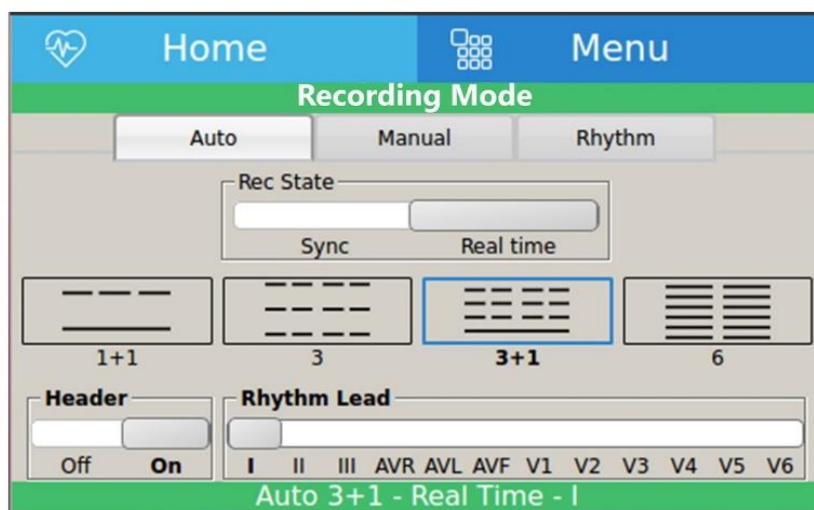 Home Menu
Recording Mode
Auto Manual Rhythm
Rec State
Sync Real time
1+1 3 3+1 6
Header Rhythm Lead
Off On I II III AVR AVL AVF V1 V2 V3 V4 V5 V6
Auto 3+1 - Real Time - I